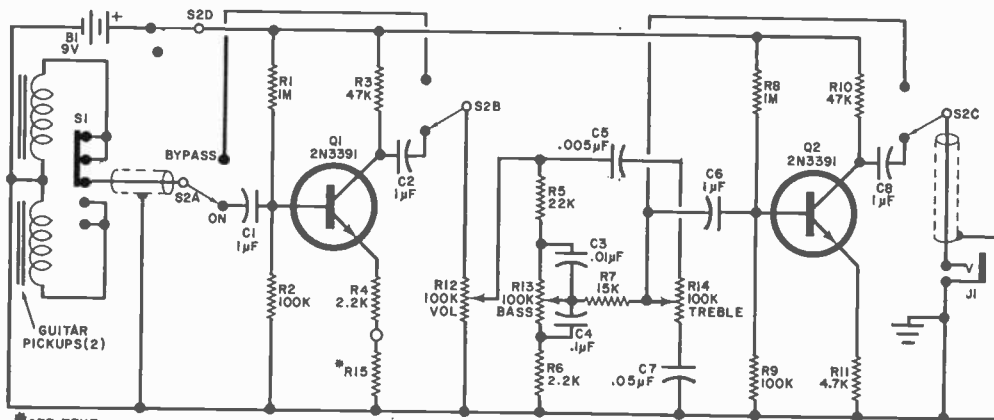 B1
9V
+
S2D
S1
BYPASS
S2A
ON
C1
1µF
R1
1M
R2
100K
GUITAR
PICKUPS(2)
Q1
2N3391
R3
47K
C2
1µF
R4
2.2K
*R15
S2B
R12
100K
VOL
C5
.005µF
R5
22K
C3
.01µF
R13
100K
BASS
R7
15K
C4
.1µF
R6
2.2K
C7
.05µF
R14
100K
TREBLE
C6
1µF
R8
1M
R9
100K
Q2
2N3391
R10
47K
C8
1µF
R11
4.7K
S2C
J1